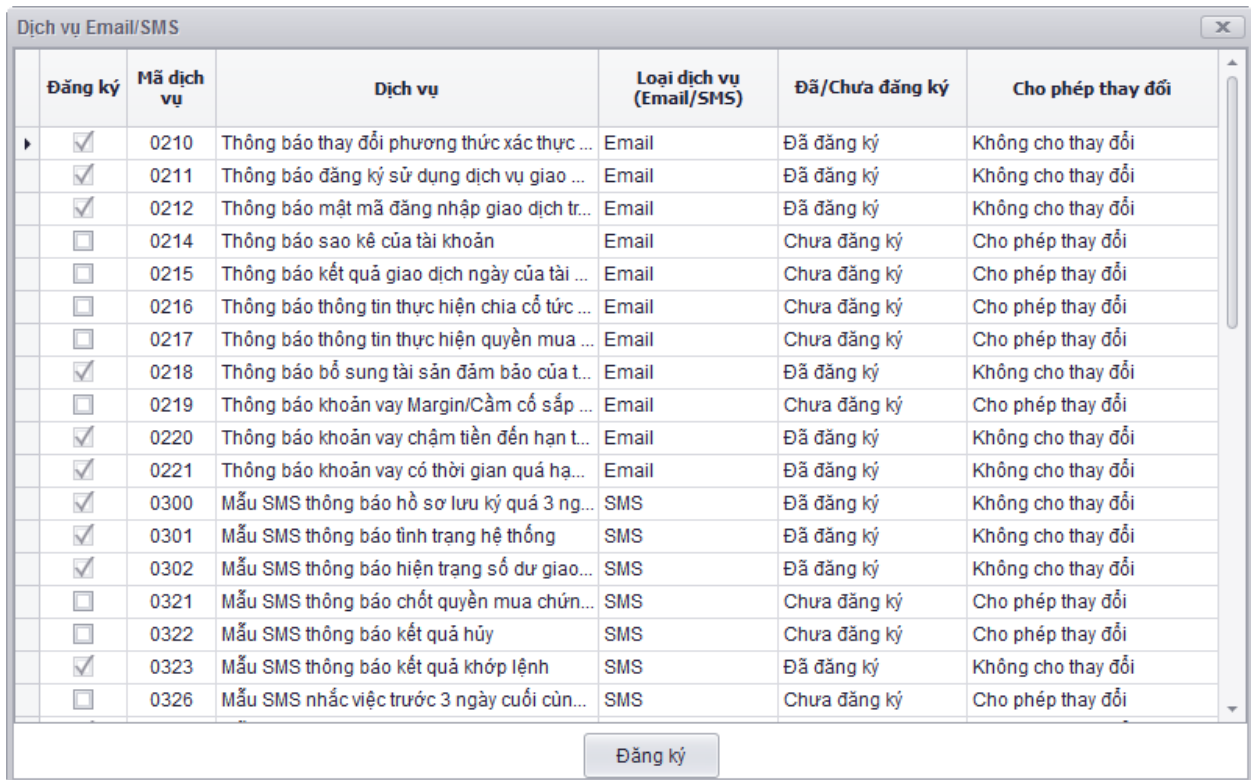 Dịch vụ Email/SMS
Đăng ký Mã dịch vụ Dịch vụ Loại dịch vụ (Email/SMS) Đã/Chưa đăng ký Cho phép thay đổi
0210 Thông báo thay đổi phương thức xác thực ... Email Đã đăng ký Không cho thay đổi
0211 Thông báo đăng ký sử dụng dịch vụ giao ... Email Đã đăng ký Không cho thay đổi
0212 Thông báo mật mã đăng nhập giao dịch tr... Email Đã đăng ký Không cho thay đổi
0214 Thông báo sao kê của tài khoản Email Chưa đăng ký Cho phép thay đổi
0215 Thông báo kết quả giao dịch ngày của tài ... Email Chưa đăng ký Cho phép thay đổi
0216 Thông báo thông tin thực hiện chia cổ tức ... Email Chưa đăng ký Cho phép thay đổi
0217 Thông báo thông tin thực hiện quyền mua ... Email Chưa đăng ký Cho phép thay đổi
0218 Thông báo bổ sung tài sản đảm bảo của t... Email Đã đăng ký Không cho thay đổi
0219 Thông báo khoản vay Margin/Cầm cố sắp ... Email Chưa đăng ký Cho phép thay đổi
0220 Thông báo khoản vay chậm tiền đến hạn t... Email Đã đăng ký Không cho thay đổi
0221 Thông báo khoản vay có thời gian quá hạ... Email Đã đăng ký Không cho thay đổi
0300 Mẫu SMS thông báo hồ sơ lưu ký quá 3 ng... SMS Đã đăng ký Không cho thay đổi
0301 Mẫu SMS thông báo tình trạng hệ thống SMS Đã đăng ký Không cho thay đổi
0302 Mẫu SMS thông báo hiện trạng số dư giao... SMS Đã đăng ký Không cho thay đổi
0321 Mẫu SMS thông báo chốt quyền mua chứn... SMS Chưa đăng ký Cho phép thay đổi
0322 Mẫu SMS thông báo kết quả hủy SMS Chưa đăng ký Cho phép thay đổi
0323 Mẫu SMS thông báo kết quả khớp lệnh SMS Đã đăng ký Không cho thay đổi
0326 Mẫu SMS nhắc việc trước 3 ngày cuối cùn... SMS Chưa đăng ký Cho phép thay đổi
Đăng ký